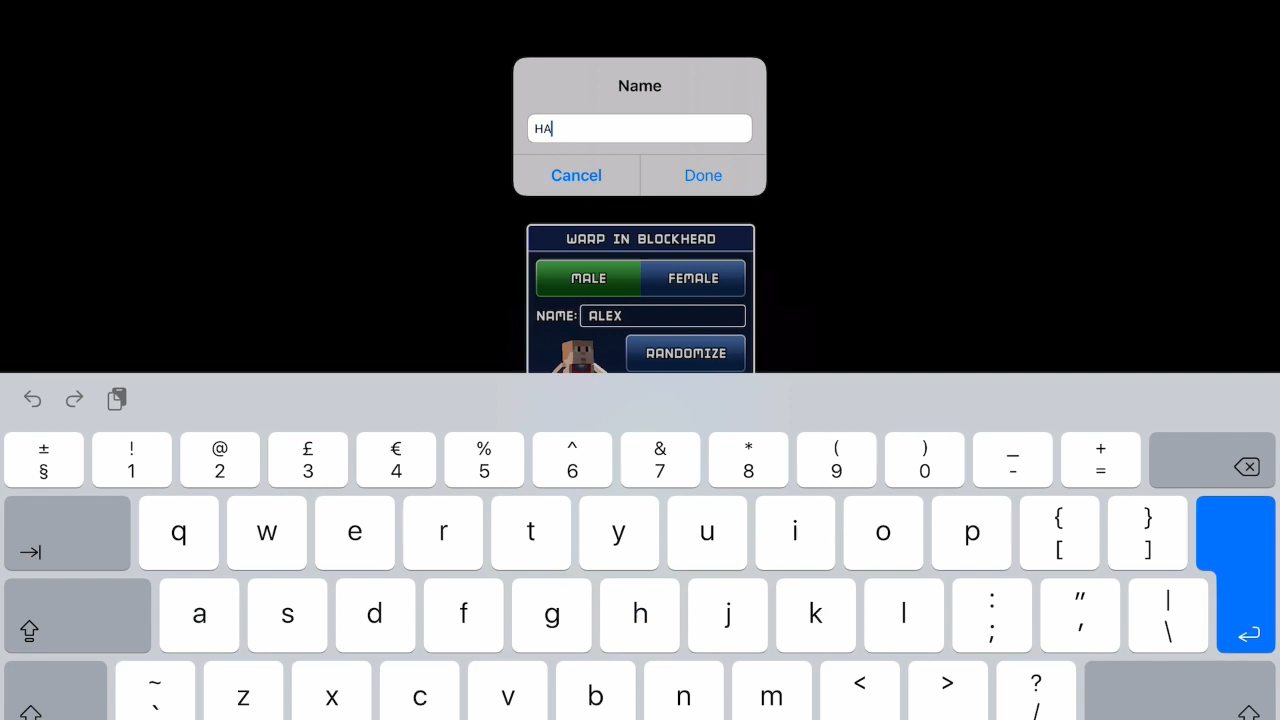 Name
HA
Cancel Done
WARP IN BLOCKHEAD
MALE FEMALE
NAME: ALEX
RANDOMIZE
± ! @ £ € % ^ & * ( ) _ +
§ 1 2 3 4 5 6 7 8 9 0 - =
q w e r t y u i o p { }
[ ]
a s d f g h j k l : " |
; ' \
~ z x c v b n m < > ?
` /